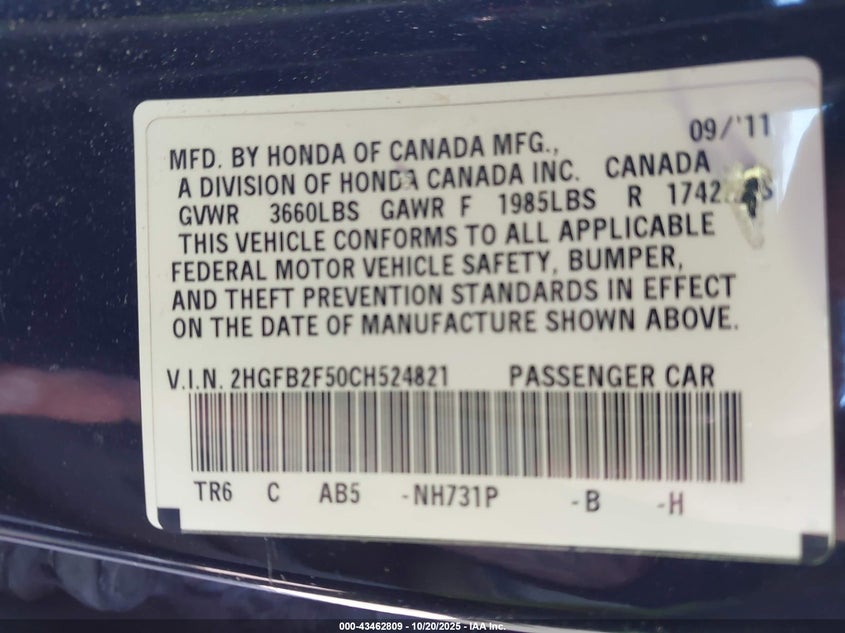 09/'11
MFD. BY HONDA OF CANADA MFG.,
A DIVISION OF HONDA CANADA INC. CANADA
GVWR 3660LBS GAWR F 1985LBS R
THIS VEHICLE CONFORMS TO ALL APPLICABLE
FEDERAL MOTOR VEHICLE SAFETY, BUMPER,
AND THEFT PREVENTION STANDARDS IN EFFECT
ON THE DATE OF MANUFACTURE SHOWN ABOVE.
V.I.N. 2HGFB2F50CH524821 PASSENGER CAR
TR6 C AB5 -NH731P -B -H
000-43462809 - 10/20/2025 - IAA Inc.